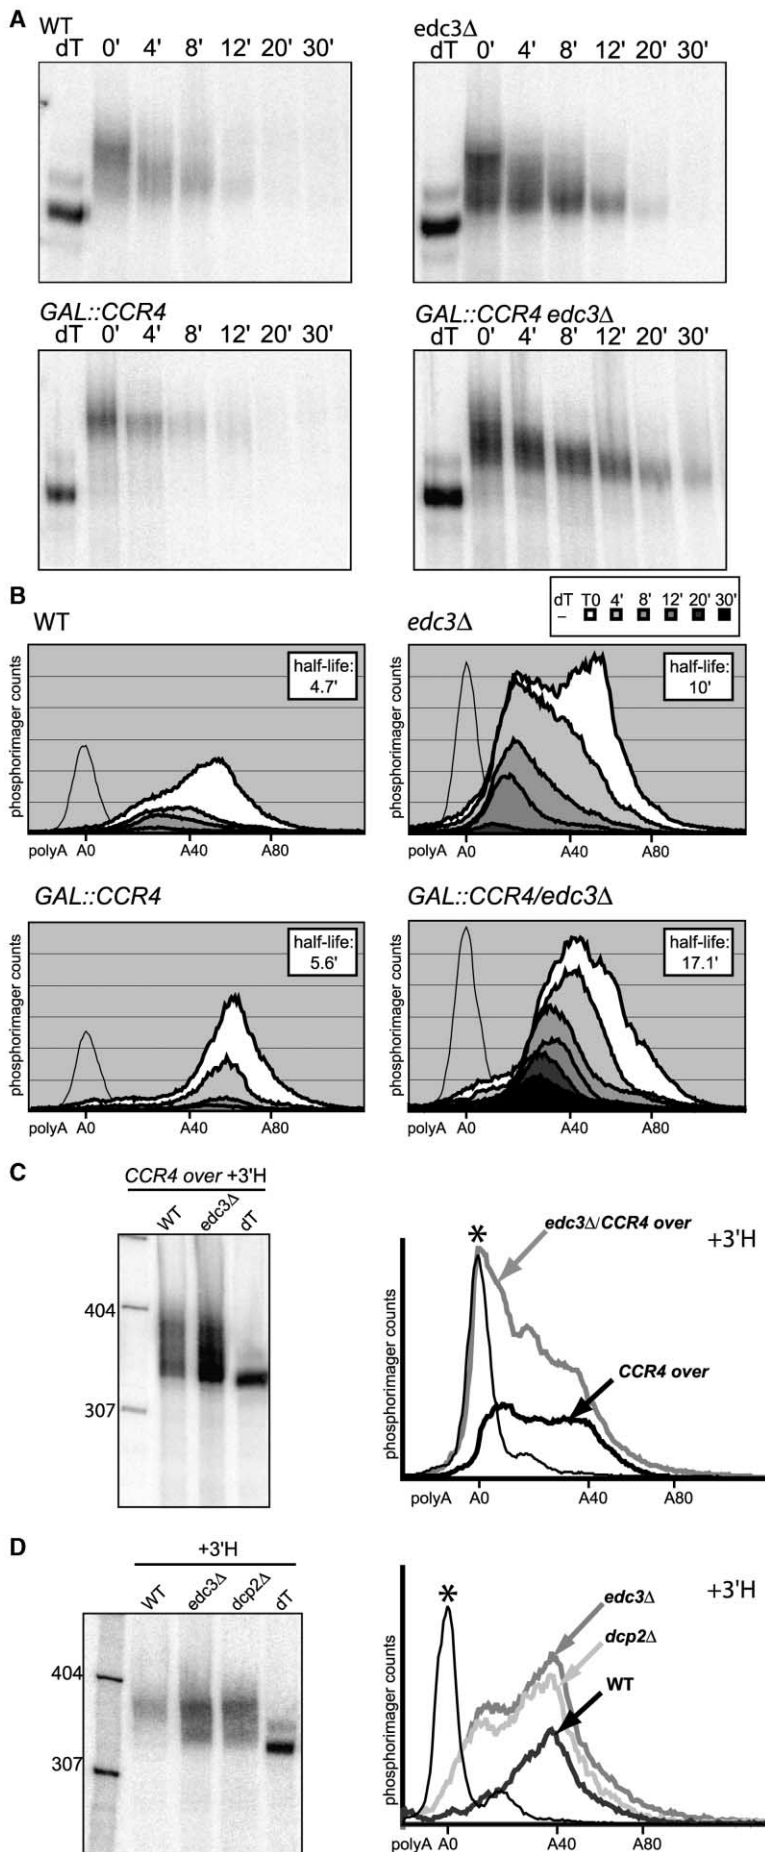 A
WT
dT 0' 4' 8' 12' 20' 30'
edc3Δ
dT 0' 4' 8' 12' 20' 30'
GAL::CCR4
dT 0' 4' 8' 12' 20' 30'
GAL::CCR4 edc3Δ
dT 0' 4' 8' 12' 20' 30'
B
dT T0 4' 8' 12' 20' 30'
WT
half-life:
4.7'
phosphorimager counts
polyA A0 A40 A80
edc3Δ
half-life:
10'
phosphorimager counts
polyA A0 A40 A80
GAL::CCR4
half-life:
5.6'
phosphorimager counts
polyA A0 A40 A80
GAL::CCR4/edc3Δ
half-life:
17.1'
phosphorimager counts
polyA A0 A40 A80
C
CCR4 over +3'H
WT edc3Δ dT
404
307
* edc3Δ/CCR4 over +3'H
CCR4 over
phosphorimager counts
polyA A0 A40 A80
D
+3'H
WT edc3Δ dcp2Δ dT
404
307
* +3'H
edc3Δ
dcp2Δ
WT
phosphorimager counts
polyA A0 A40 A80